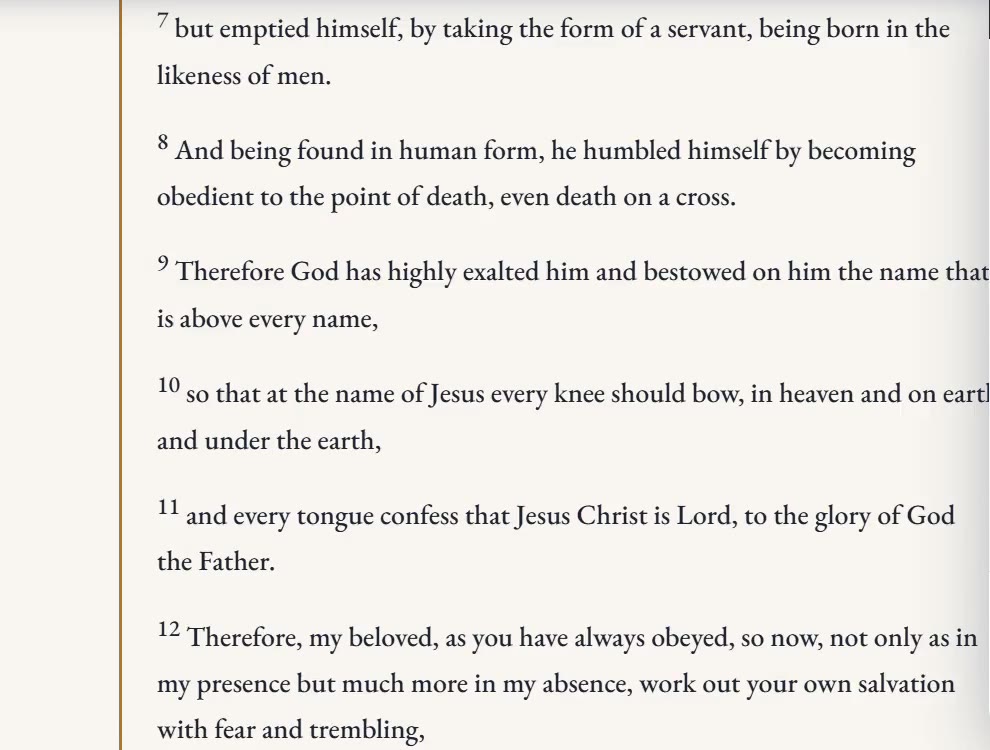 7 but emptied himself, by taking the form of a servant, being born in the
likeness of men.
8 And being found in human form, he humbled himself by becoming
obedient to the point of death, even death on a cross.
9 Therefore God has highly exalted him and bestowed on him the name that
is above every name,
10 so that at the name of Jesus every knee should bow, in heaven and on eart
and under the earth,
11 and every tongue confess that Jesus Christ is Lord, to the glory of God
the Father.
12 Therefore, my beloved, as you have always obeyed, so now, not only as in
my presence but much more in my absence, work out your own salvation
with fear and trembling,